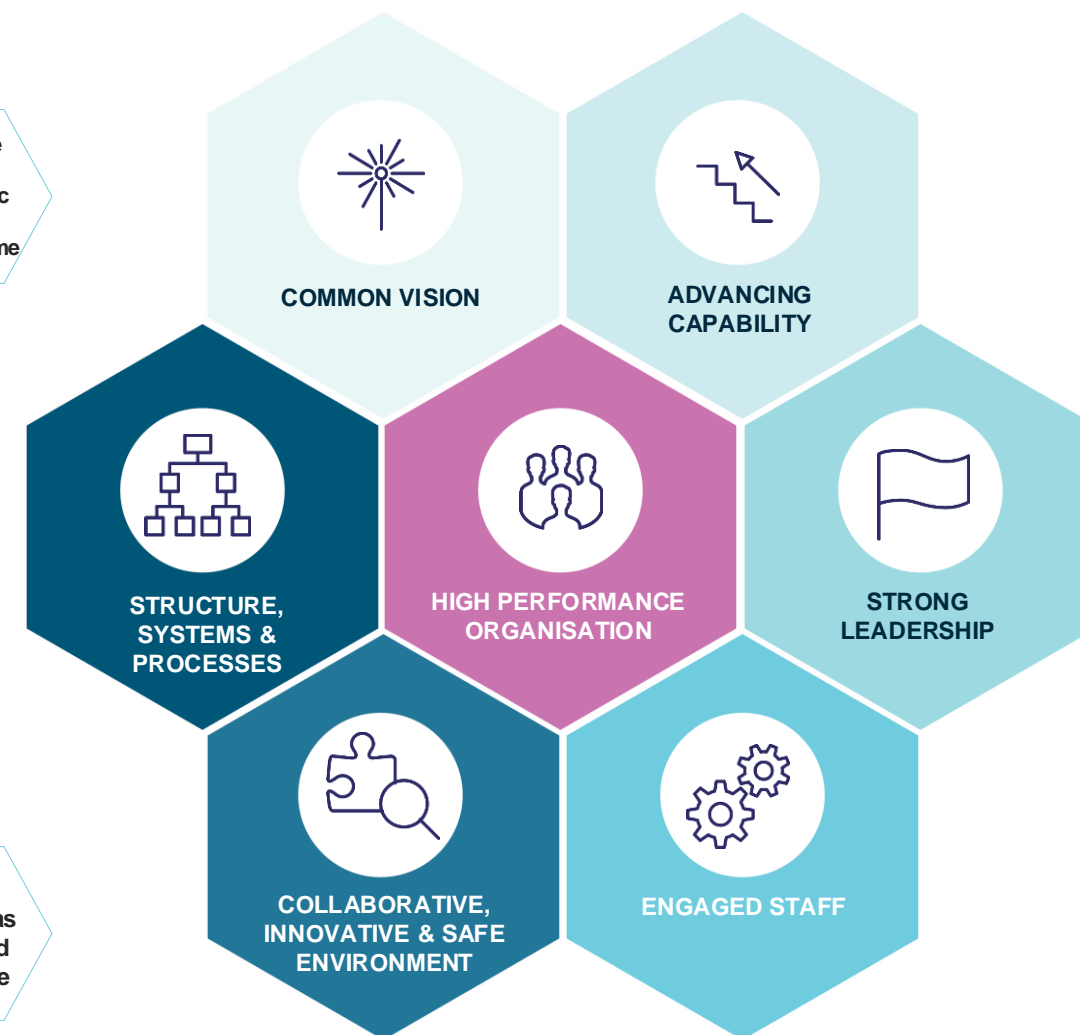 COMMON VISION
ADVANCING
CAPABILITY
STRUCTURE,
SYSTEMS &
PROCESSES
HIGH PERFORMANCE
ORGANISATION
STRONG
LEADERSHIP
COLLABORATIVE,
INNOVATIVE & SAFE
ENVIRONMENT
ENGAGED STAFF